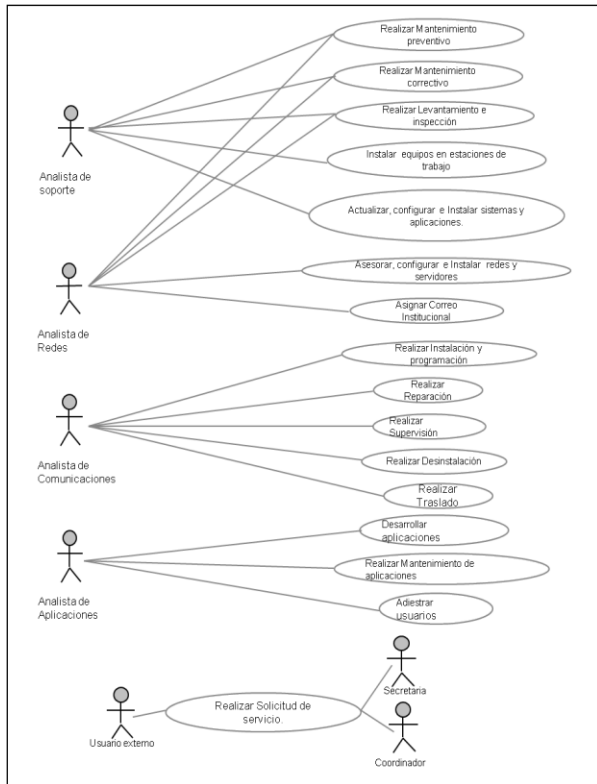 Realizar Mantenimiento
preventivo
Realizar Mantenimiento
correctivo
Realizar Levantamiento e
inspección
Analista de
soporte
Instalar equipos en estaciones de
trabajo
Actualizar, configurar e Instalar sistemas y
aplicaciones.
Asesorar, configurar e Instalar redes y
servidores
Asignar Correo
Institucional
Analista de
Redes
Realizar Instalación y
programación
Realizar
Reparación
Realizar
Supervisión
Realizar Desinstalación
Analista de
Comunicaciones
Realizar
Traslado
Desarrollar
aplicaciones
Realizar Mantenimiento de
aplicaciones
Analista de
Aplicaciones
Adiestrar
usuarios
Secretaria
Realizar Solicitud de
servicio.
Usuario externo
Coordinador